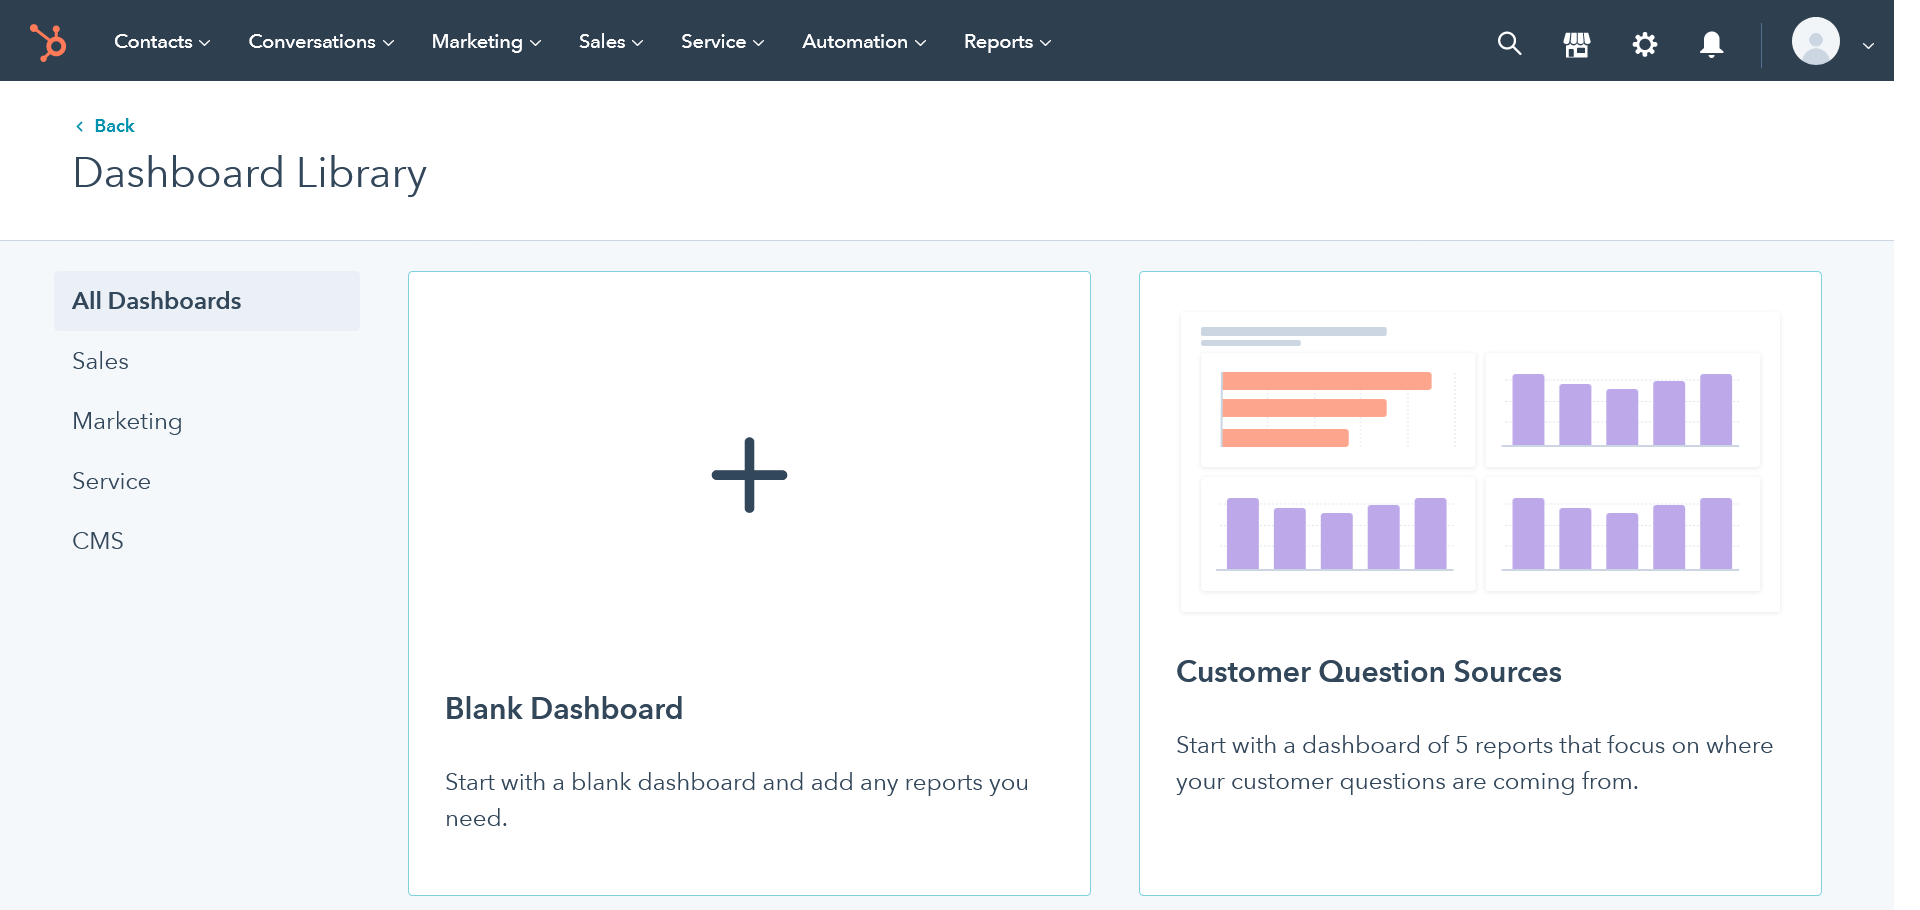 Contacts
Conversations
Marketing
Sales
Service
Automation
Reports
Back
Dashboard Library
All Dashboards
Sales
Marketing
Service
CMS
Blank Dashboard
Start with a blank dashboard and add any reports you
need.
Customer Question Sources
Start with a dashboard of 5 reports that focus on where
your customer questions are coming from.